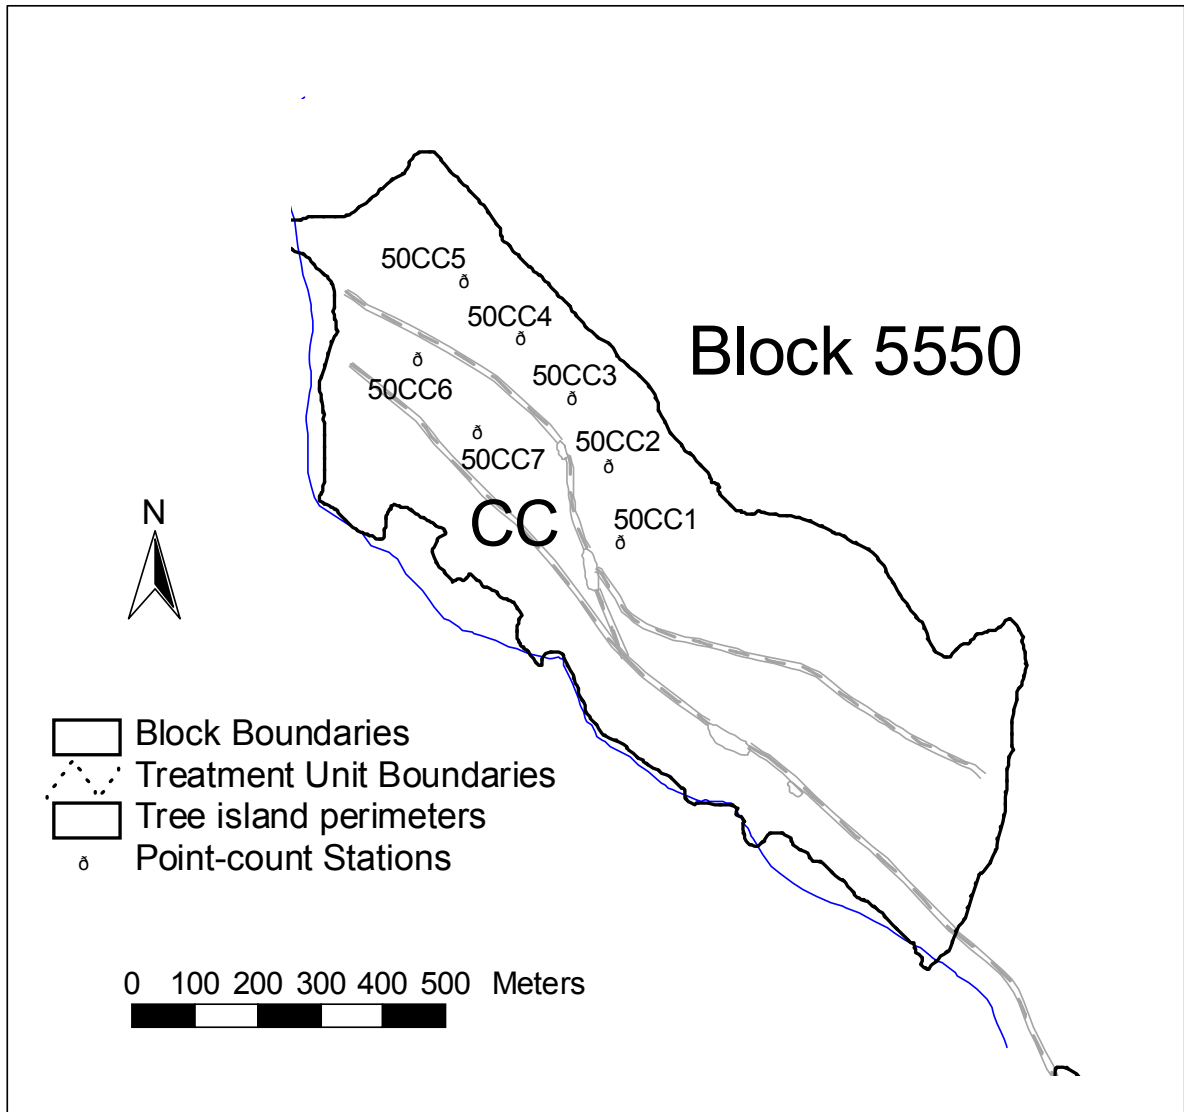 50CC5
50CC4
Block 5550
50CC3
50CC6
50CC2
50CC7
CC
50CC1
N
Block Boundaries
Treatment Unit Boundaries
Tree island perimeters
ð Point-count Stations
0 100 200 300 400 500 Meters